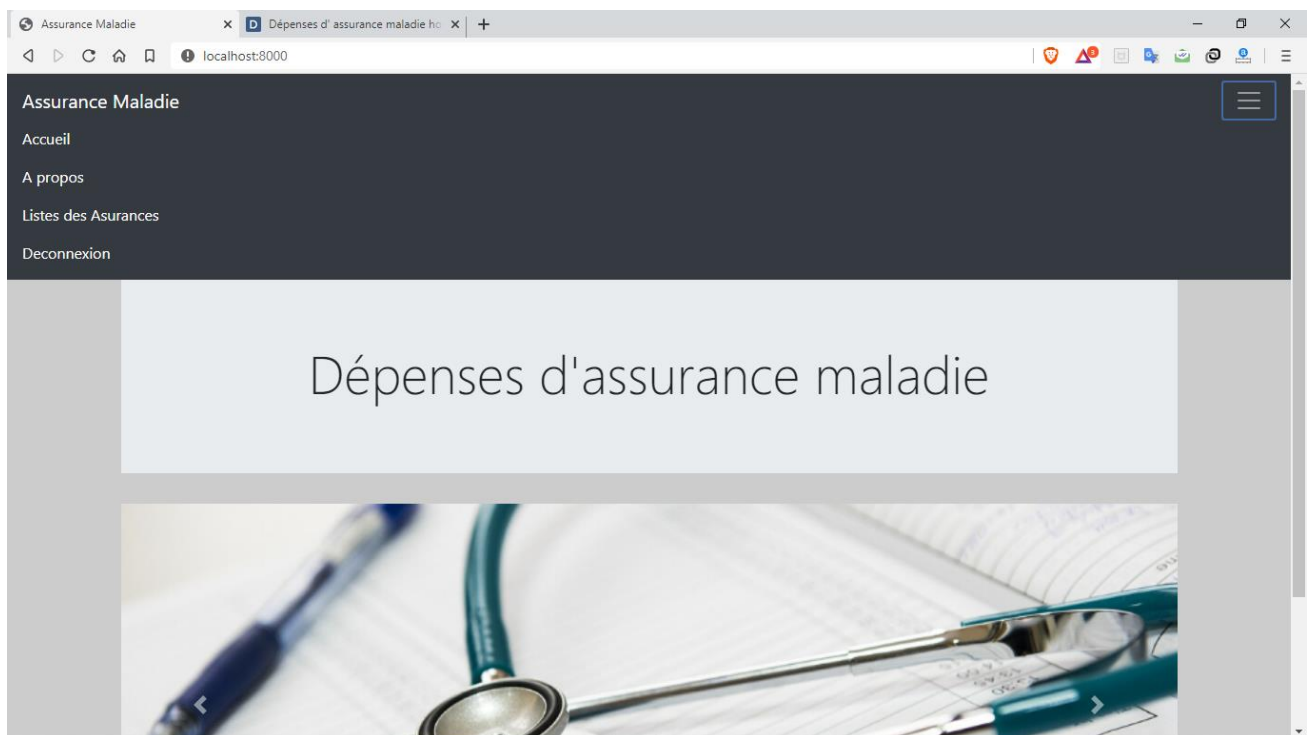 Assurance Maladie
Dépenses d' assurance maladie ho
localhost:8000
Assurance Maladie
Accueil
A propos
Listes des Asurances
Deconnexion
Dépenses d'assurance maladie